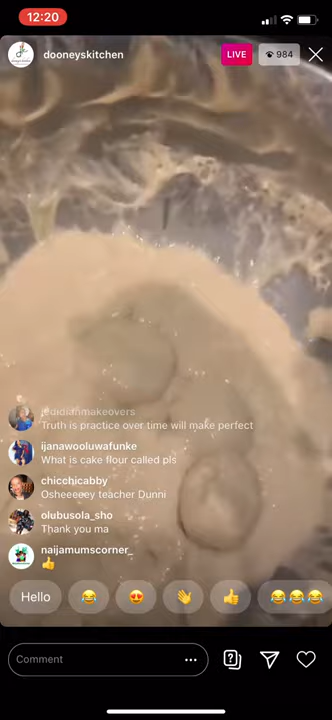 12:20
dooneyskitchen
LIVE
984
jedidahmakeovers
Truth is practice over time will make perfect
ijanawooluwafunke
What is cake flour called pls
chicchicabby
Osheeeeey teacher Dunni
olubusola_sho
Thank you ma
naijamumscorner_
👍
Hello 😂 😍 👋 👍 😂😂😂
Comment